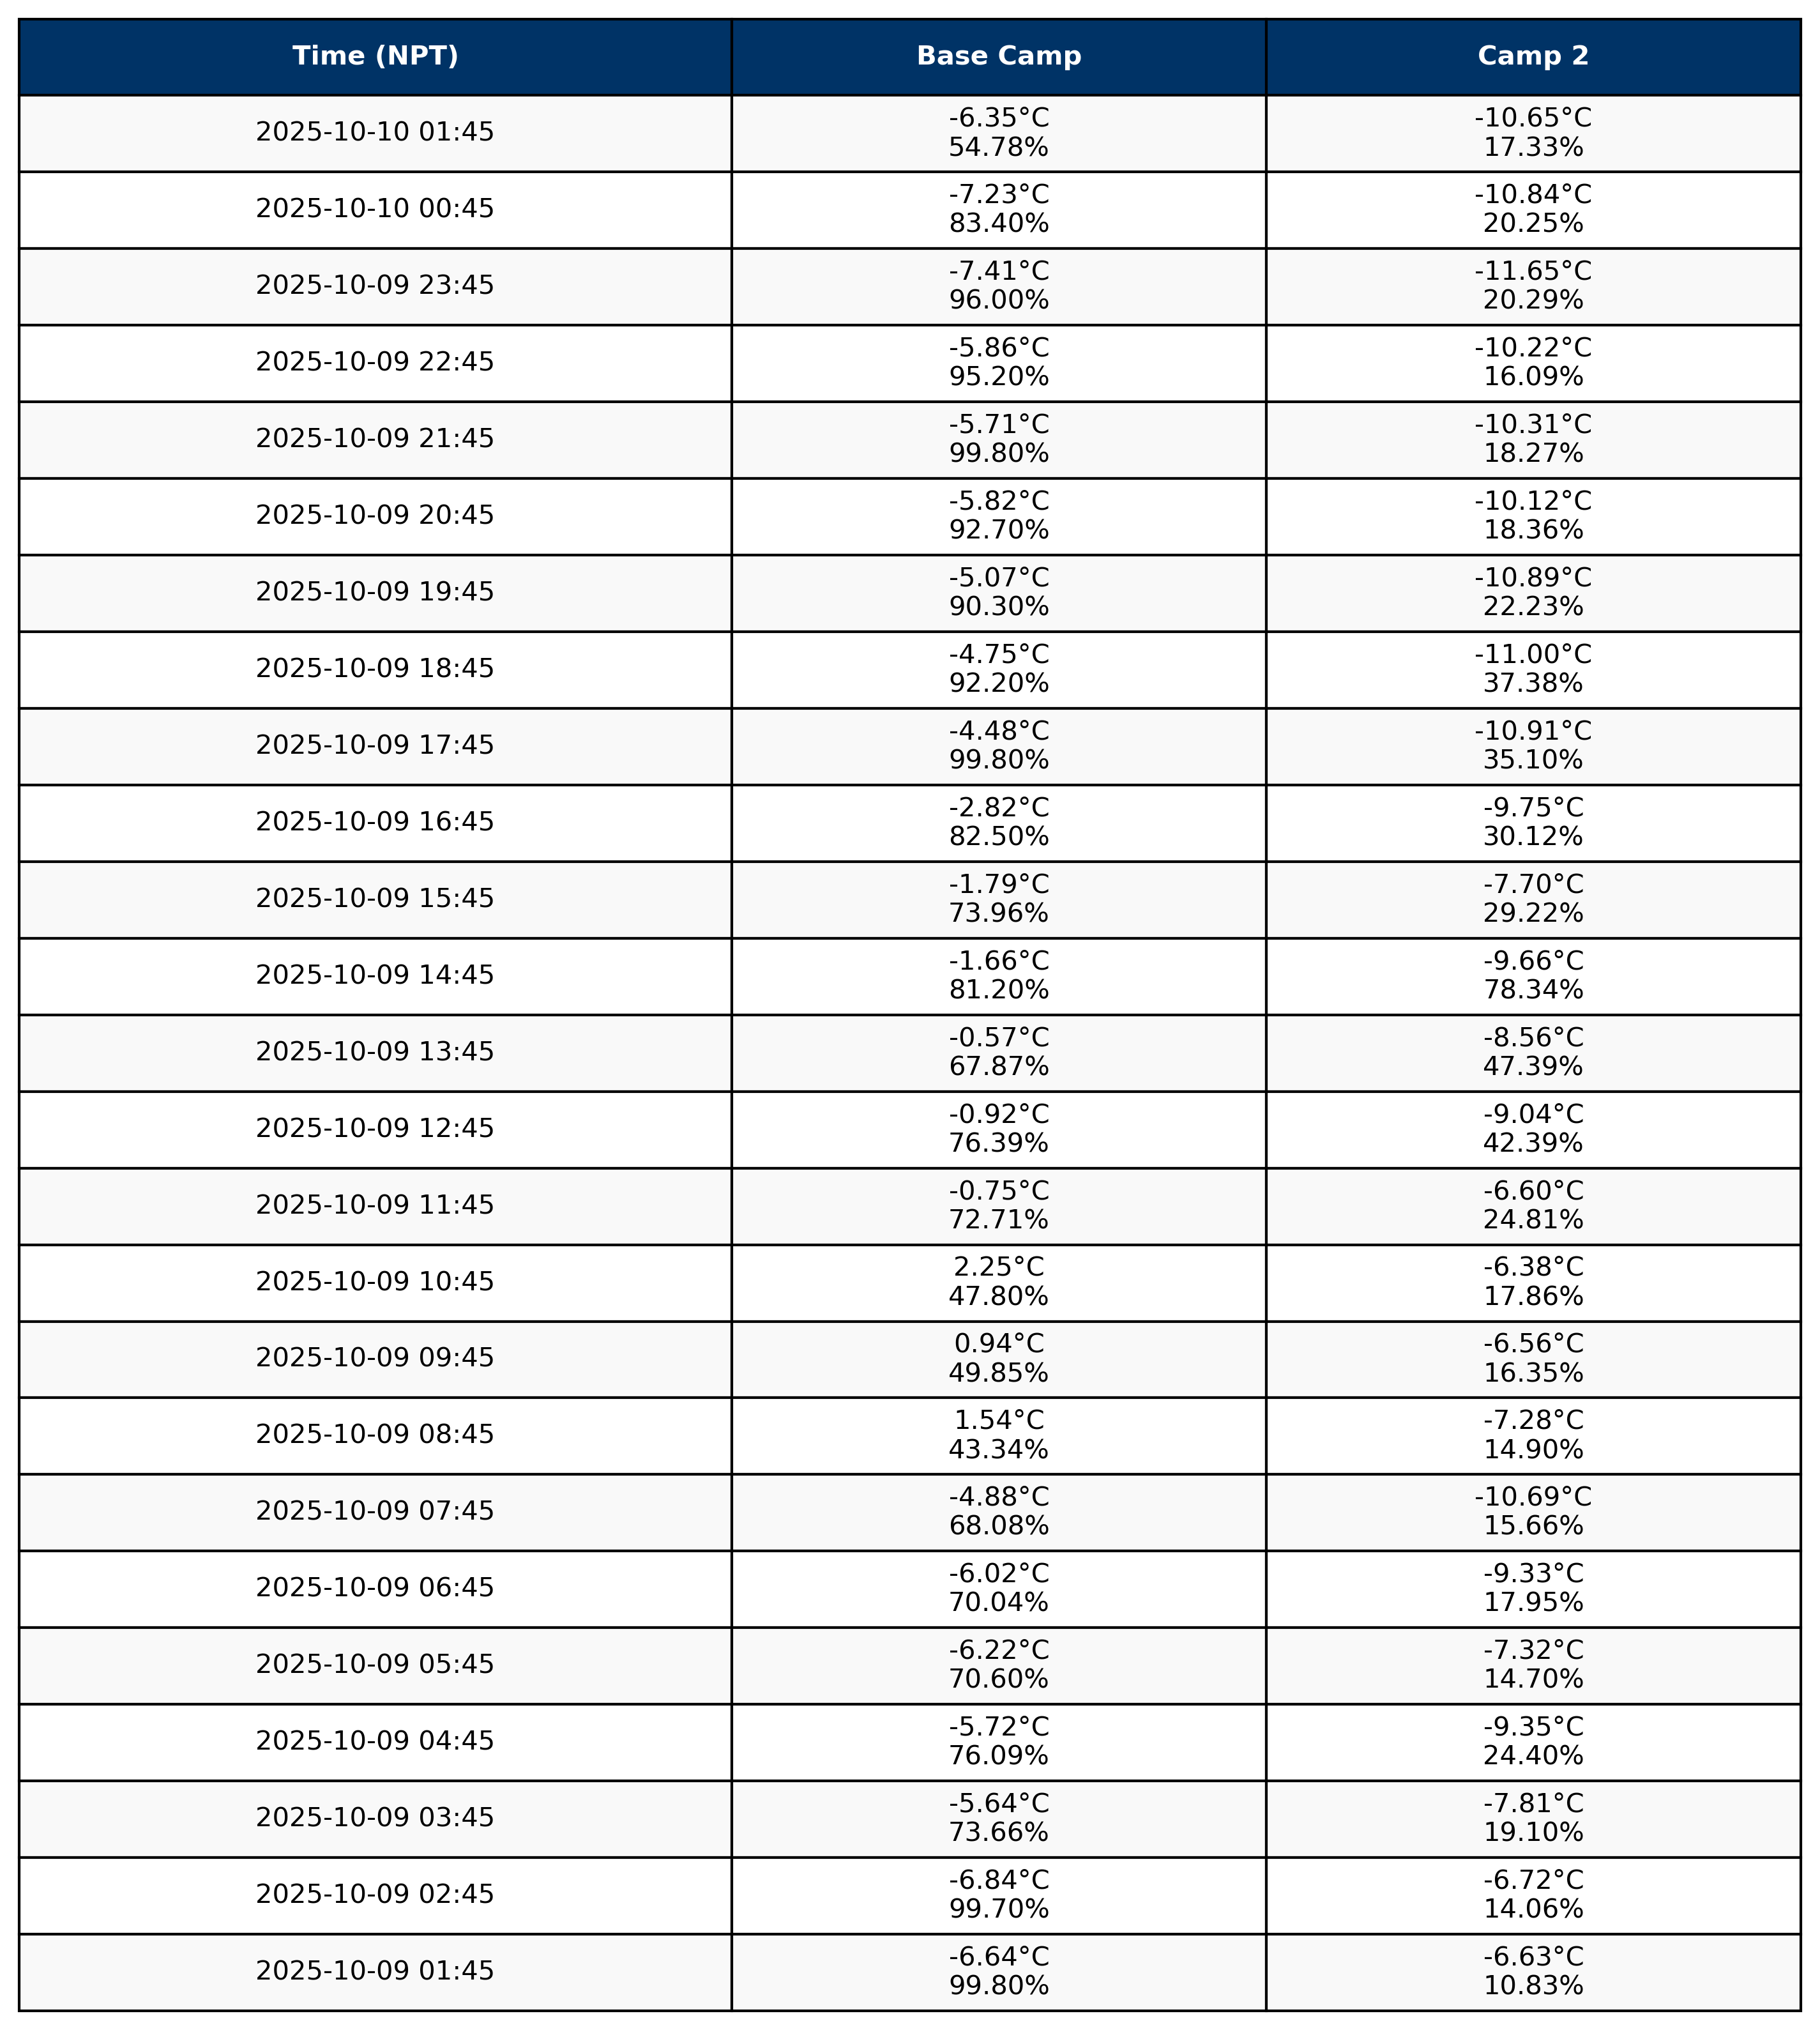 Time (NPT) Base Camp Camp 2
2025-10-10 01:45 -6.35°C -10.65°C
54.78% 17.33%
2025-10-10 00:45 -7.23°C -10.84°C
83.40% 20.25%
2025-10-09 23:45 -7.41°C -11.65°C
96.00% 20.29%
2025-10-09 22:45 -5.86°C -10.22°C
95.20% 16.09%
2025-10-09 21:45 -5.71°C -10.31°C
99.80% 18.27%
2025-10-09 20:45 -5.82°C -10.12°C
92.70% 18.36%
2025-10-09 19:45 -5.07°C -10.89°C
90.30% 22.23%
2025-10-09 18:45 -4.75°C -11.00°C
92.20% 37.38%
2025-10-09 17:45 -4.48°C -10.91°C
99.80% 35.10%
2025-10-09 16:45 -2.82°C -9.75°C
82.50% 30.12%
2025-10-09 15:45 -1.79°C -7.70°C
73.96% 29.22%
2025-10-09 14:45 -1.66°C -9.66°C
81.20% 78.34%
2025-10-09 13:45 -0.57°C -8.56°C
67.87% 47.39%
2025-10-09 12:45 -0.92°C -9.04°C
76.39% 42.39%
2025-10-09 11:45 -0.75°C -6.60°C
72.71% 24.81%
2025-10-09 10:45 2.25°C -6.38°C
47.80% 17.86%
2025-10-09 09:45 0.94°C -6.56°C
49.85% 16.35%
2025-10-09 08:45 1.54°C -7.28°C
43.34% 14.90%
2025-10-09 07:45 -4.88°C -10.69°C
68.08% 15.66%
2025-10-09 06:45 -6.02°C -9.33°C
70.04% 17.95%
2025-10-09 05:45 -6.22°C -7.32°C
70.60% 14.70%
2025-10-09 04:45 -5.72°C -9.35°C
76.09% 24.40%
2025-10-09 03:45 -5.64°C -7.81°C
73.66% 19.10%
2025-10-09 02:45 -6.84°C -6.72°C
99.70% 14.06%
2025-10-09 01:45 -6.64°C -6.63°C
99.80% 10.83%